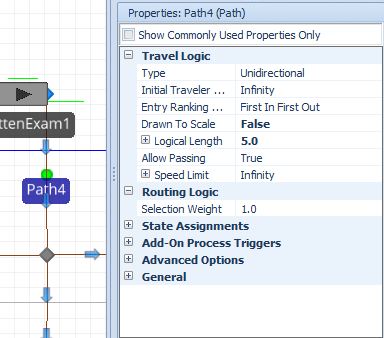 Properties: Path4 (Path)
Show Commonly Used Properties Only
Travel Logic
Type Unidirectional
Initial Traveler ... Infinity
Entry Ranking ... First In First Out
Drawn To Scale False
Logical Length 5.0
Allow Passing True
Speed Limit Infinity
Routing Logic
Selection Weight 1.0
State Assignments
Add-On Process Triggers
Advanced Options
General
ttenExam1
Path4